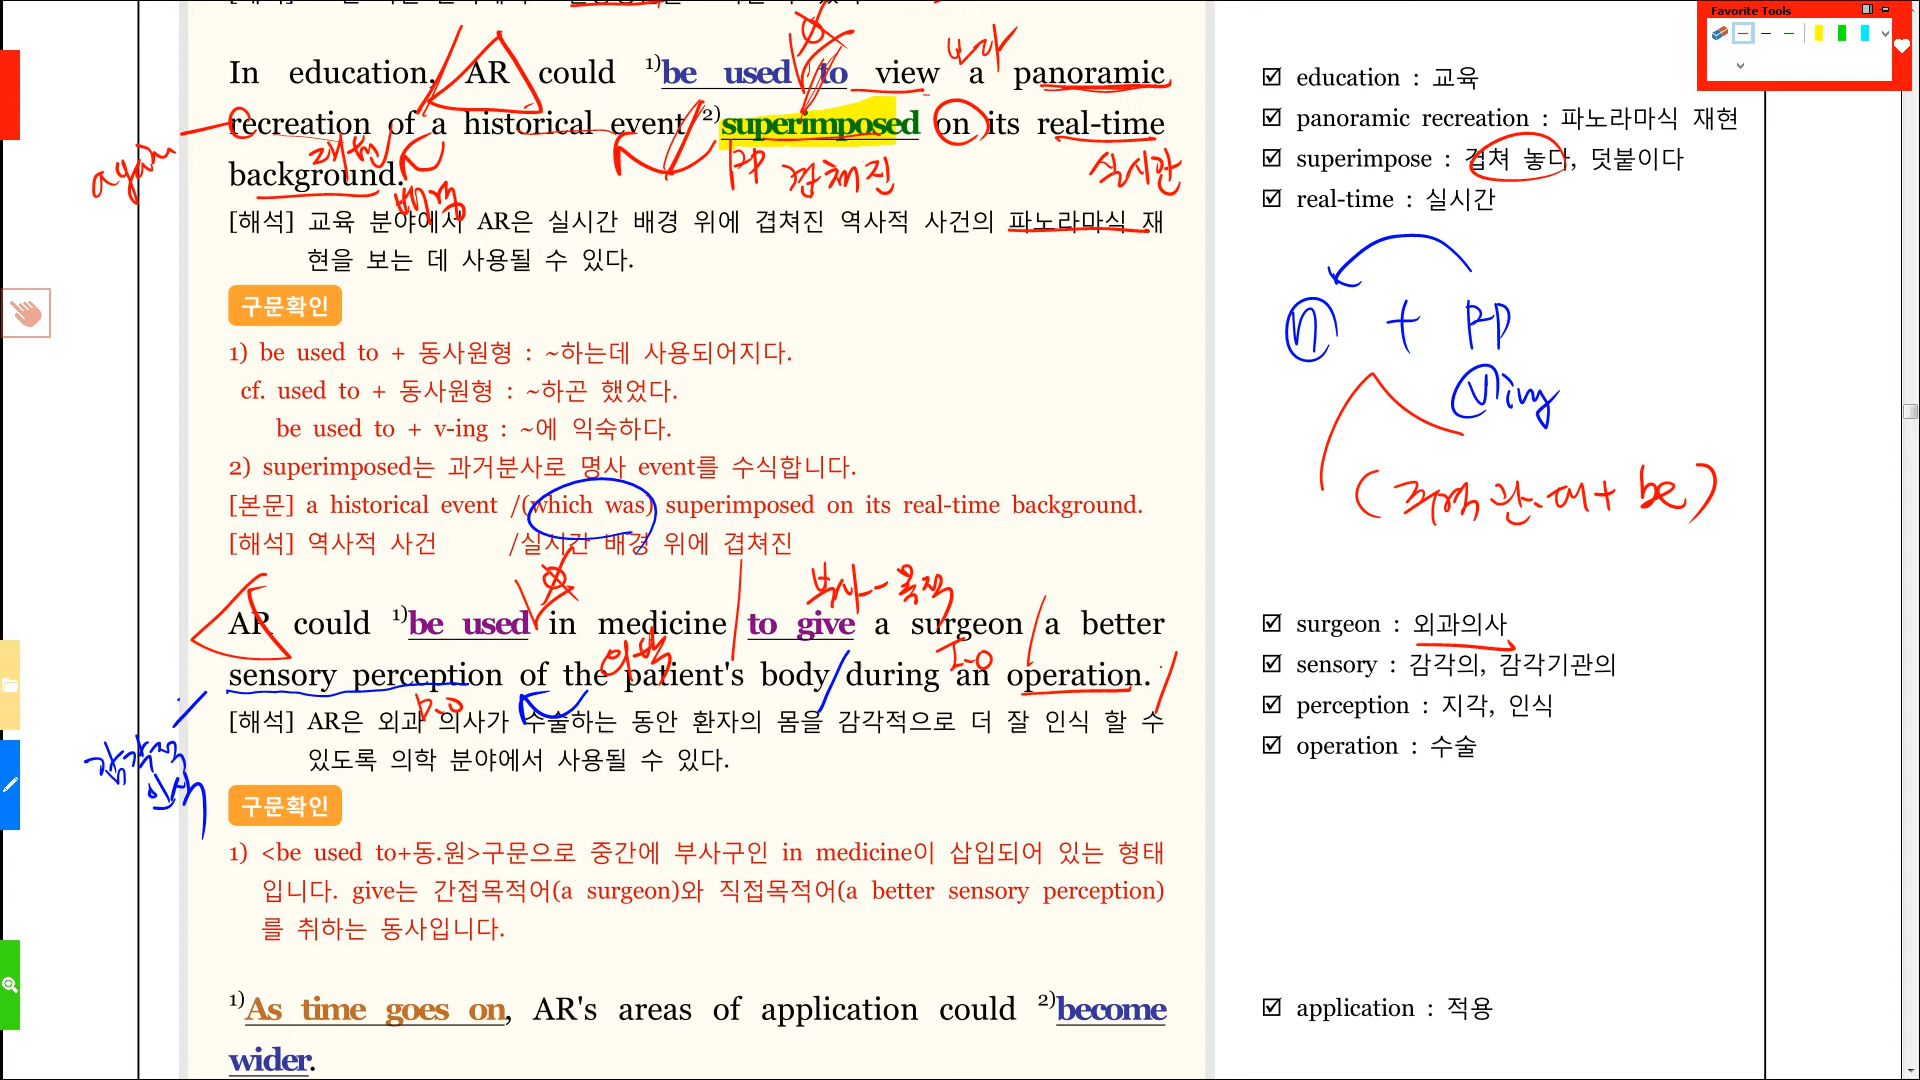 Favorite Tools
In education, AR could 1)be used to view a panoramic
recreation of a historical event 2)superimposed on its real-time
background.
again
재현
배경
보다
pp
겹쳐진
실시간
[해석] 교육 분야에서 AR은 실시간 배경 위에 겹쳐진 역사적 사건의 파노라마식 재
현을 보는 데 사용될 수 있다.
구문확인
1) be used to + 동사원형 : ~하는데 사용되어지다.
cf. used to + 동사원형 : ~하곤 했었다.
be used to + v-ing : ~에 익숙하다.
2) superimposed는 과거분사로 명사 event를 수식합니다.
[본문] a historical event /(which was) superimposed on its real-time background.
[해석] 역사적 사건 /실시간 배경 위에 겹쳐진
부사-목적
AR could 1)be used in medicine to give a surgeon a better
의학
I-O
sensory perception of the patient's body during an operation.
D.O
[해석] AR은 외과 의사가 수술하는 동안 환자의 몸을 감각적으로 더 잘 인식 할 수
있도록 의학 분야에서 사용될 수 있다.
감각적
인식
구문확인
1) <be used to+동.원>구문으로 중간에 부사구인 in medicine이 삽입되어 있는 형태
입니다. give는 간접목적어(a surgeon)와 직접목적어(a better sensory perception)
를 취하는 동사입니다.
1)As time goes on, AR's areas of application could 2)become
wider.
education : 교육
panoramic recreation : 파노라마식 재현
superimpose : 겹쳐 놓다, 덧붙이다
real-time : 실시간
n + pp
Ving
(주격 관.대 + be)
surgeon : 외과의사
sensory : 감각의, 감각기관의
perception : 지각, 인식
operation : 수술
application : 적용